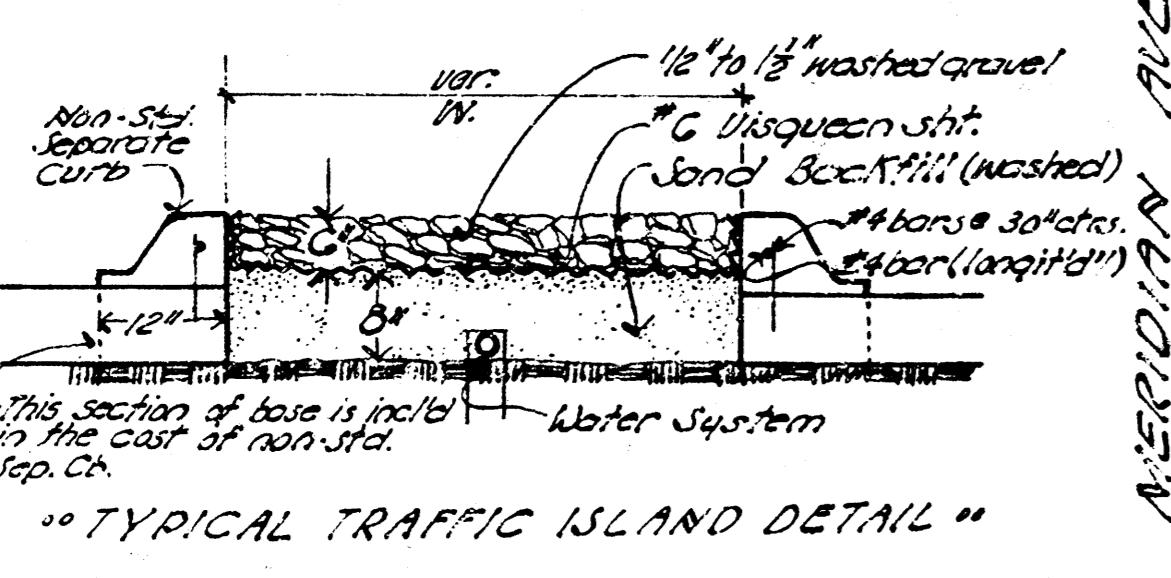 var.
W.
1/2" to 1 1/2" washed gravel
#6 Visqueen sht.
Sand Backfill (washed)
#4 bars @ 30" ctrs.
#4 bar (longit'd'l)
Non-Std.
Separate
Curb
6"
8"
12"
This section of base is incl'd
in the cost of non-std.
Sep. Cb.
Water System
TYPICAL TRAFFIC ISLAND DETAIL
MERIDIAN AVE